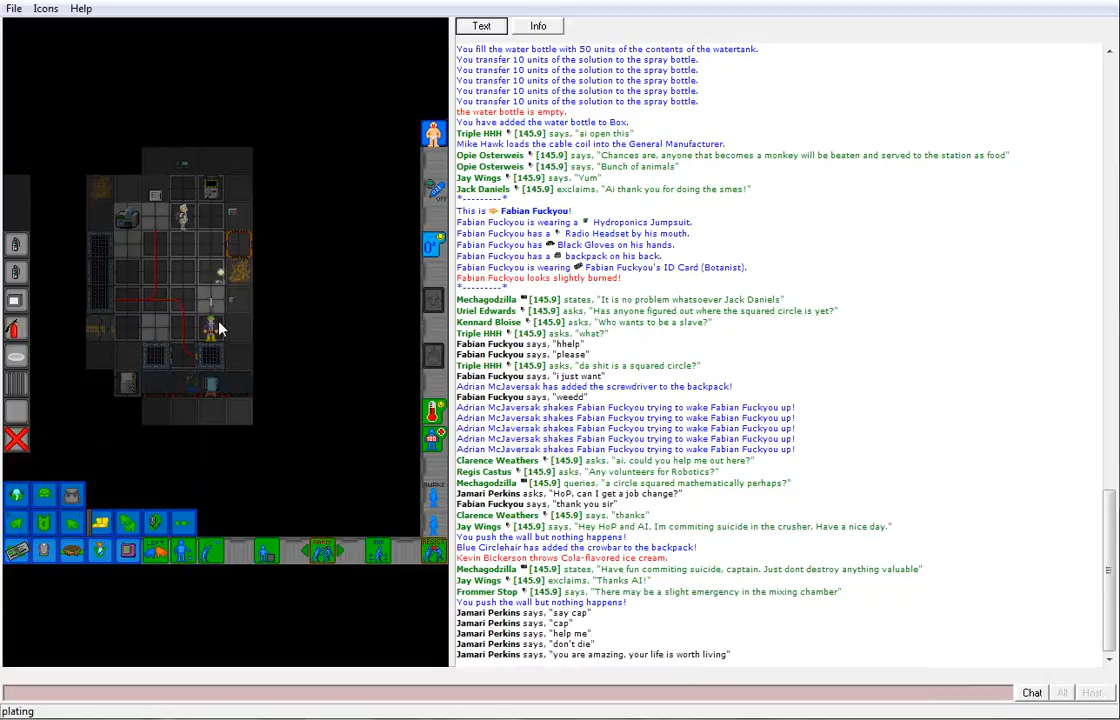 File Icons Help
Text Info
You fill the water bottle with 50 units of the contents of the watertank.
You transfer 10 units of the solution to the spray bottle.
You transfer 10 units of the solution to the spray bottle.
You transfer 10 units of the solution to the spray bottle.
You transfer 10 units of the solution to the spray bottle.
You transfer 10 units of the solution to the spray bottle.
the water bottle is empty.
You have added the water bottle to Box.
Triple HHH [145.9] says, "ai open this"
Mike Hawk loads the cable coil into the General Manufacturer.
Opie Osterweis [145.9] says, "Chances are, anyone that becomes a monkey will be beaten and served to the station as food"
Opie Osterweis [145.9] says, "Bunch of animals"
Jay Wings [145.9] says, "Yum"
Jack Daniels [145.9] exclaims, "Ai thank you for doing the smes!"
*---------*
This is Fabian Fuckyou!
Fabian Fuckyou is wearing a Hydroponics Jumpsuit.
Fabian Fuckyou has a Radio Headset by his mouth.
Fabian Fuckyou has Black Gloves on his hands.
Fabian Fuckyou has a backpack on his back.
Fabian Fuckyou is wearing Fabian Fuckyou's ID Card (Botanist).
Fabian Fuckyou looks slightly burned!
*---------*
Mechagodzilla [145.9] states, "It is no problem whatsoever Jack Daniels"
Uriel Edwards [145.9] asks, "Has anyone figured out where the squared circle is yet?"
Kennard Bloise [145.9] asks, "Who wants to be a slave?"
Triple HHH [145.9] asks, "what?"
Fabian Fuckyou says, "hhelp"
Fabian Fuckyou says, "please"
Triple HHH [145.9] asks, "da shit is a squared circle?"
Fabian Fuckyou says, "i just want"
Adrian McJaversak has added the screwdriver to the backpack!
Fabian Fuckyou says, "weedd"
Adrian McJaversak shakes Fabian Fuckyou trying to wake Fabian Fuckyou up!
Adrian McJaversak shakes Fabian Fuckyou trying to wake Fabian Fuckyou up!
Adrian McJaversak shakes Fabian Fuckyou trying to wake Fabian Fuckyou up!
Adrian McJaversak shakes Fabian Fuckyou trying to wake Fabian Fuckyou up!
Adrian McJaversak shakes Fabian Fuckyou trying to wake Fabian Fuckyou up!
Clarence Weathers [145.9] asks, "ai, could you help me out here?"
Regis Castus [145.9] asks, "Any volunteers for Robotics?"
Mechagodzilla [145.9] queries, "a circle squared mathematically perhaps?"
Jamari Perkins asks, "HoP, can I get a job change?"
Fabian Fuckyou says, "thank you sir"
Clarence Weathers [145.9] says, "thanks"
Jay Wings [145.9] says, "Hey HoP and AI, Im commiting suicide in the crusher, Have a nice day."
You push the wall but nothing happens!
Blue Circlehair has added the crowbar to the backpack!
Kevin Bickerson throws Cola-flavored ice cream.
Mechagodzilla [145.9] states, "Have fun commiting suicide, captain. Just dont destroy anything valuable"
Jay Wings [145.9] exclaims, "Thanks AI!"
Frommer Stop [145.9] says, "There may be a slight emergency in the mixing chamber"
You push the wall but nothing happens!
Jamari Perkins says, "say cap"
Jamari Perkins says, "cap"
Jamari Perkins says, "help me"
Jamari Perkins says, "don't die"
Jamari Perkins says, "you are amazing, your life is worth living"
Chat Alt Host
plating